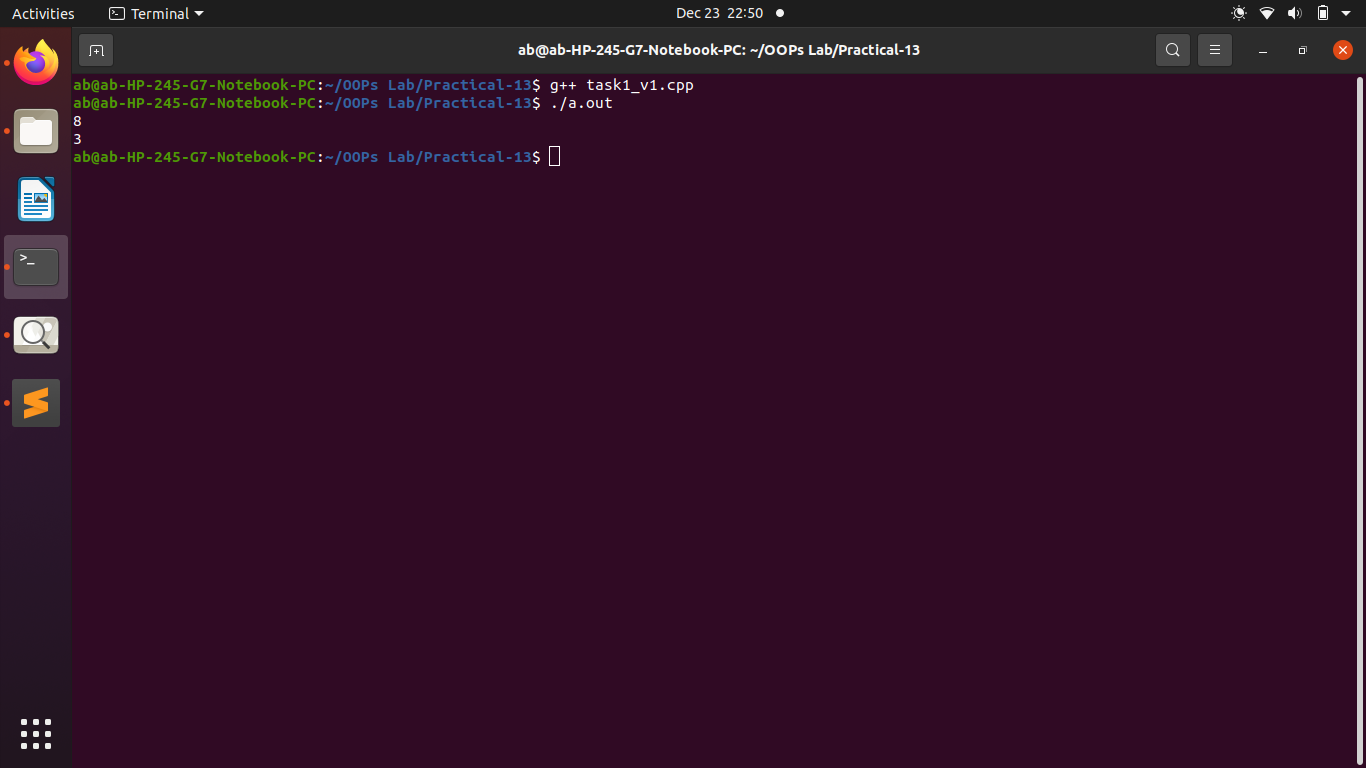 Activities
Terminal
Dec 23 22:50
ab@ab-HP-245-G7-Notebook-PC: ~/OOPs Lab/Practical-13
ab@ab-HP-245-G7-Notebook-PC:~/OOPs Lab/Practical-13$ g++ task1_v1.cpp
ab@ab-HP-245-G7-Notebook-PC:~/OOPs Lab/Practical-13$ ./a.out
8
3
ab@ab-HP-245-G7-Notebook-PC:~/OOPs Lab/Practical-13$